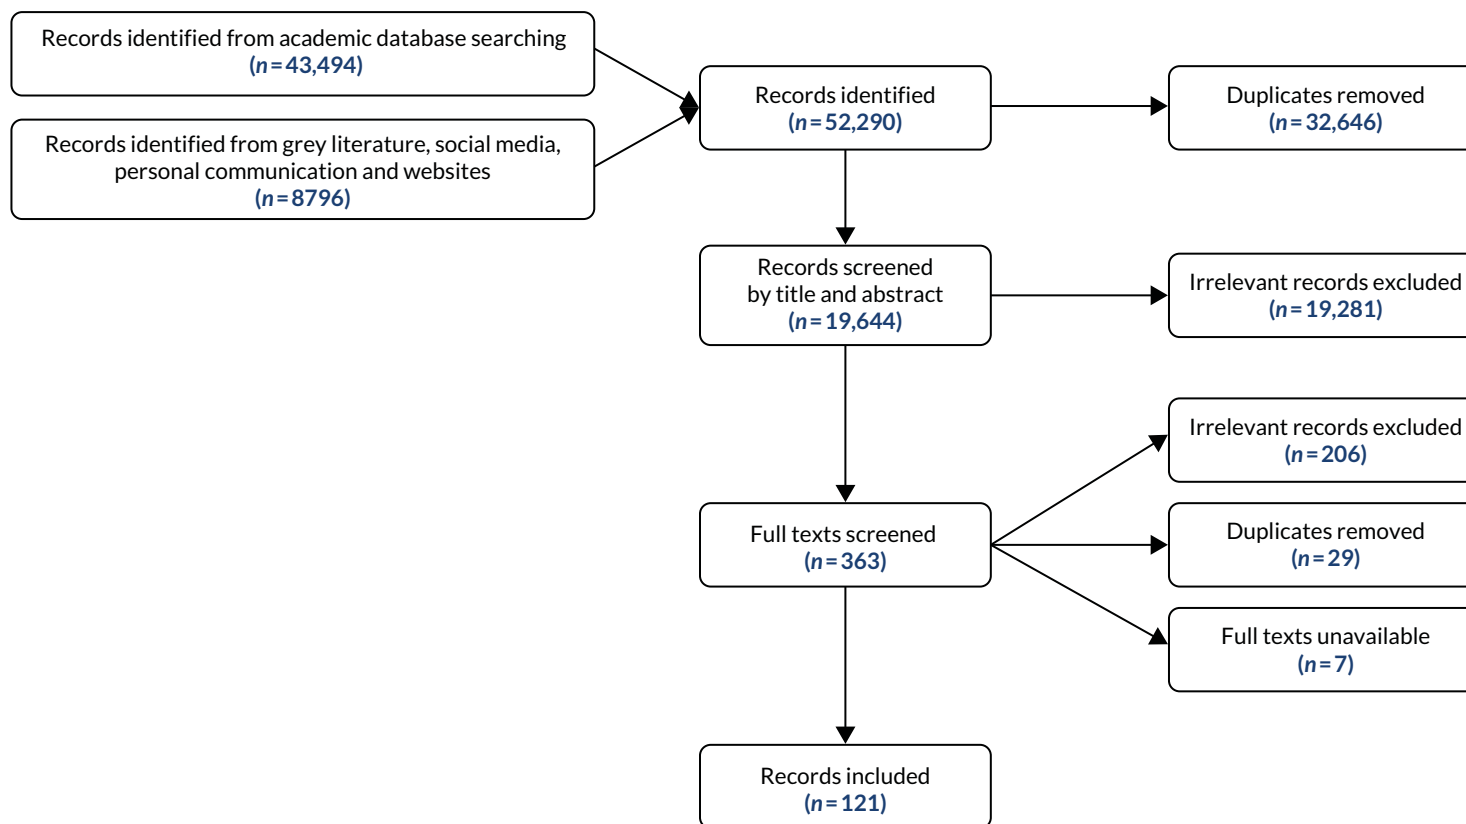 Records identified from academic database searching
(n=43,494)
Records identified from grey literature, social media,
personal communication and websites
(n=8796)
Records identified
(n=52,290)
Duplicates removed
(n=32,646)
Records screened
by title and abstract
(n=19,644)
Irrelevant records excluded
(n=19,281)
Full texts screened
(n=363)
Irrelevant records excluded
(n=206)
Duplicates removed
(n=29)
Full texts unavailable
(n=7)
Records included
(n=121)